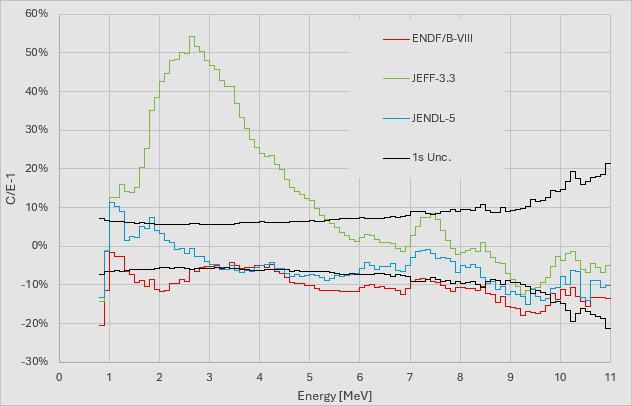 60%
50%
40%
30%
20%
10%
0%
-10%
-20%
-30%
C/E-1
ENDF/B-VIII
JEFF-3.3
JENDL-5
1s Unc.
0 1 2 3 4 5 6 7 8 9 10 11
Energy [MeV]